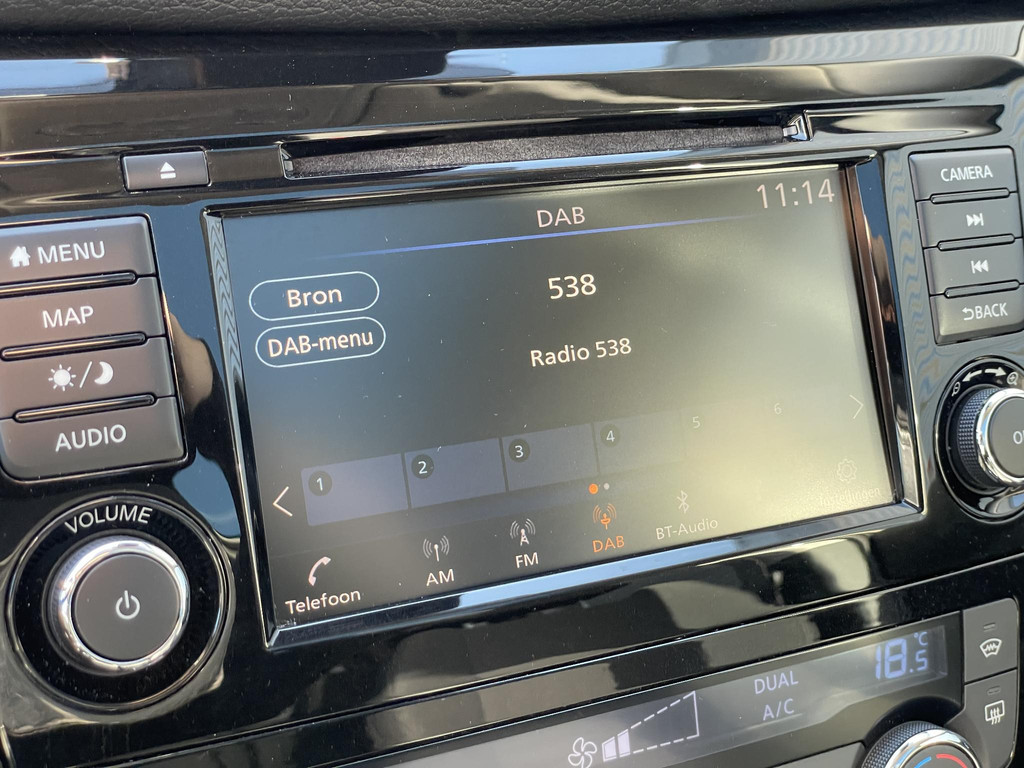 CAMERA
MENU
MAP
AUDIO
BACK
VOLUME
DAB
11:14
Bron
538
DAB-menu
Radio 538
1
2
3
4
5
6
Telefoon
AM
FM
DAB
BT-Audio
Instellingen
DUAL
A/C
18.5 °C